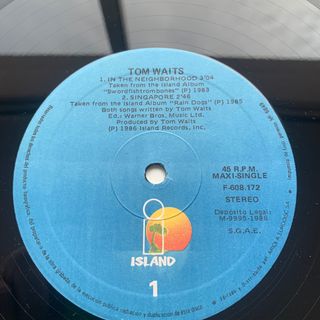 TOM WAITS
1. IN THE NEIGHBORHOOD 3'04
Taken from the Island Album
"Swordfishtrombones" (P) 1983
2. SINGAPORE 2'46
Taken from the Island Album "Rain Dogs" (P) 1985
Both songs written by Tom Waits
Ed.: Warner Bros. Music Ltd.
Produced by Tom Waits
(P) 1986 Island Records, Inc.
45 R.P.M.
MAXI-SINGLE
F-608.172
STEREO
Depósito Legal:
M-9995-1986
S.G.A.E.
ISLAND
1